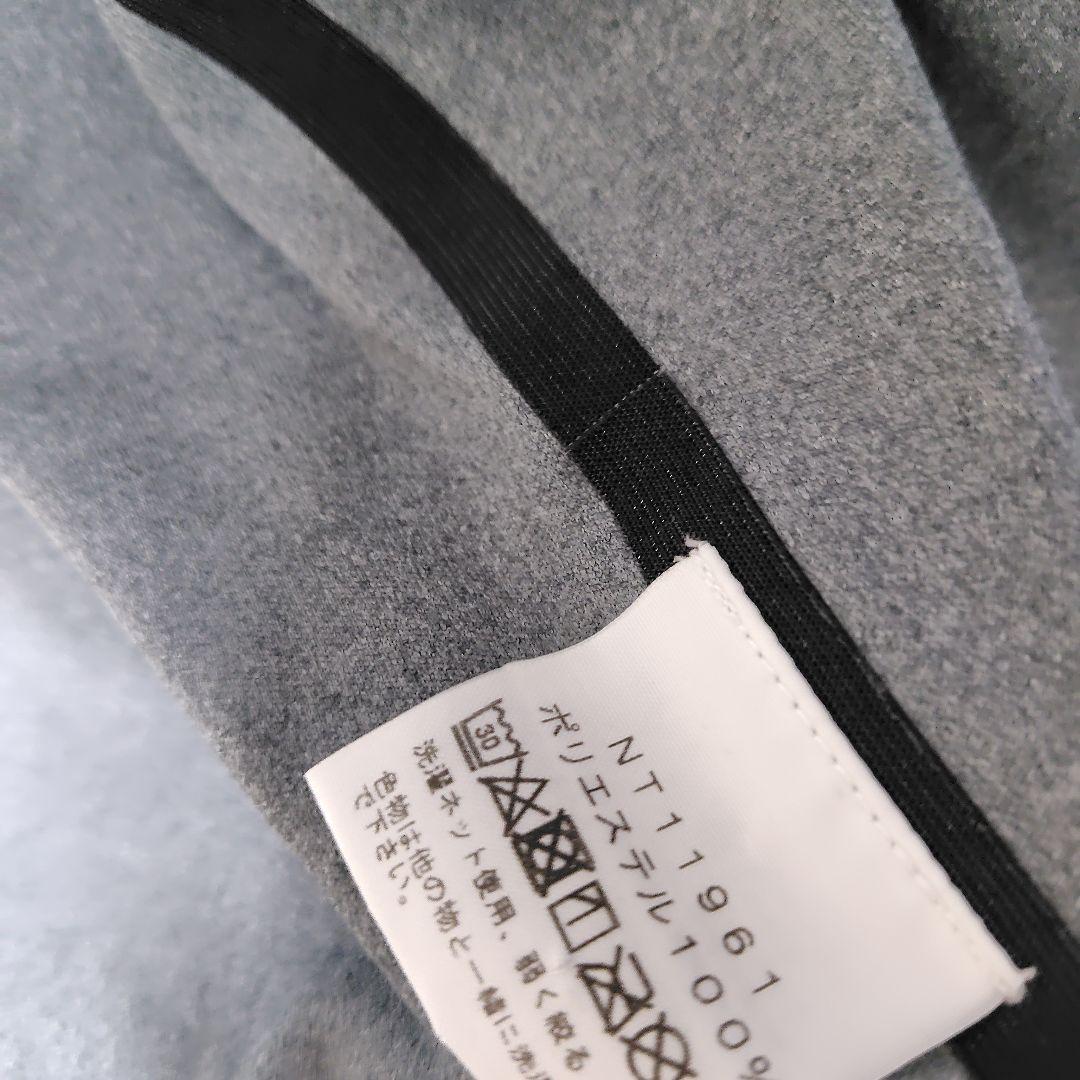 NT11961
ポリエステル100%
30
洗濯ネット使用、弱く絞る
色物は他の物と一緒に洗
で下さい。